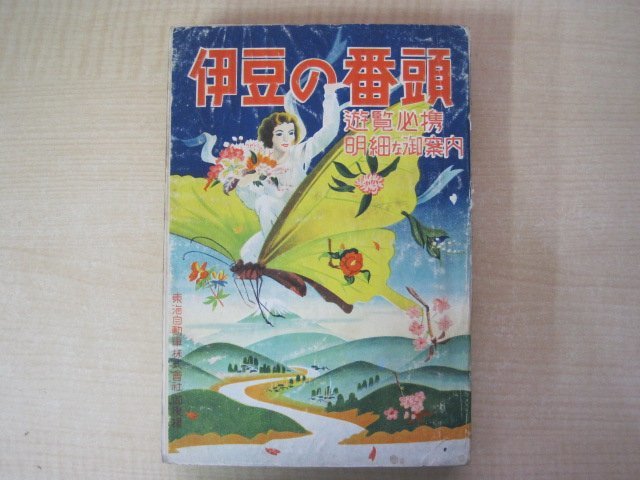 伊豆の番頭
遊覧必携
明細な御案内
東海自動車株式會社